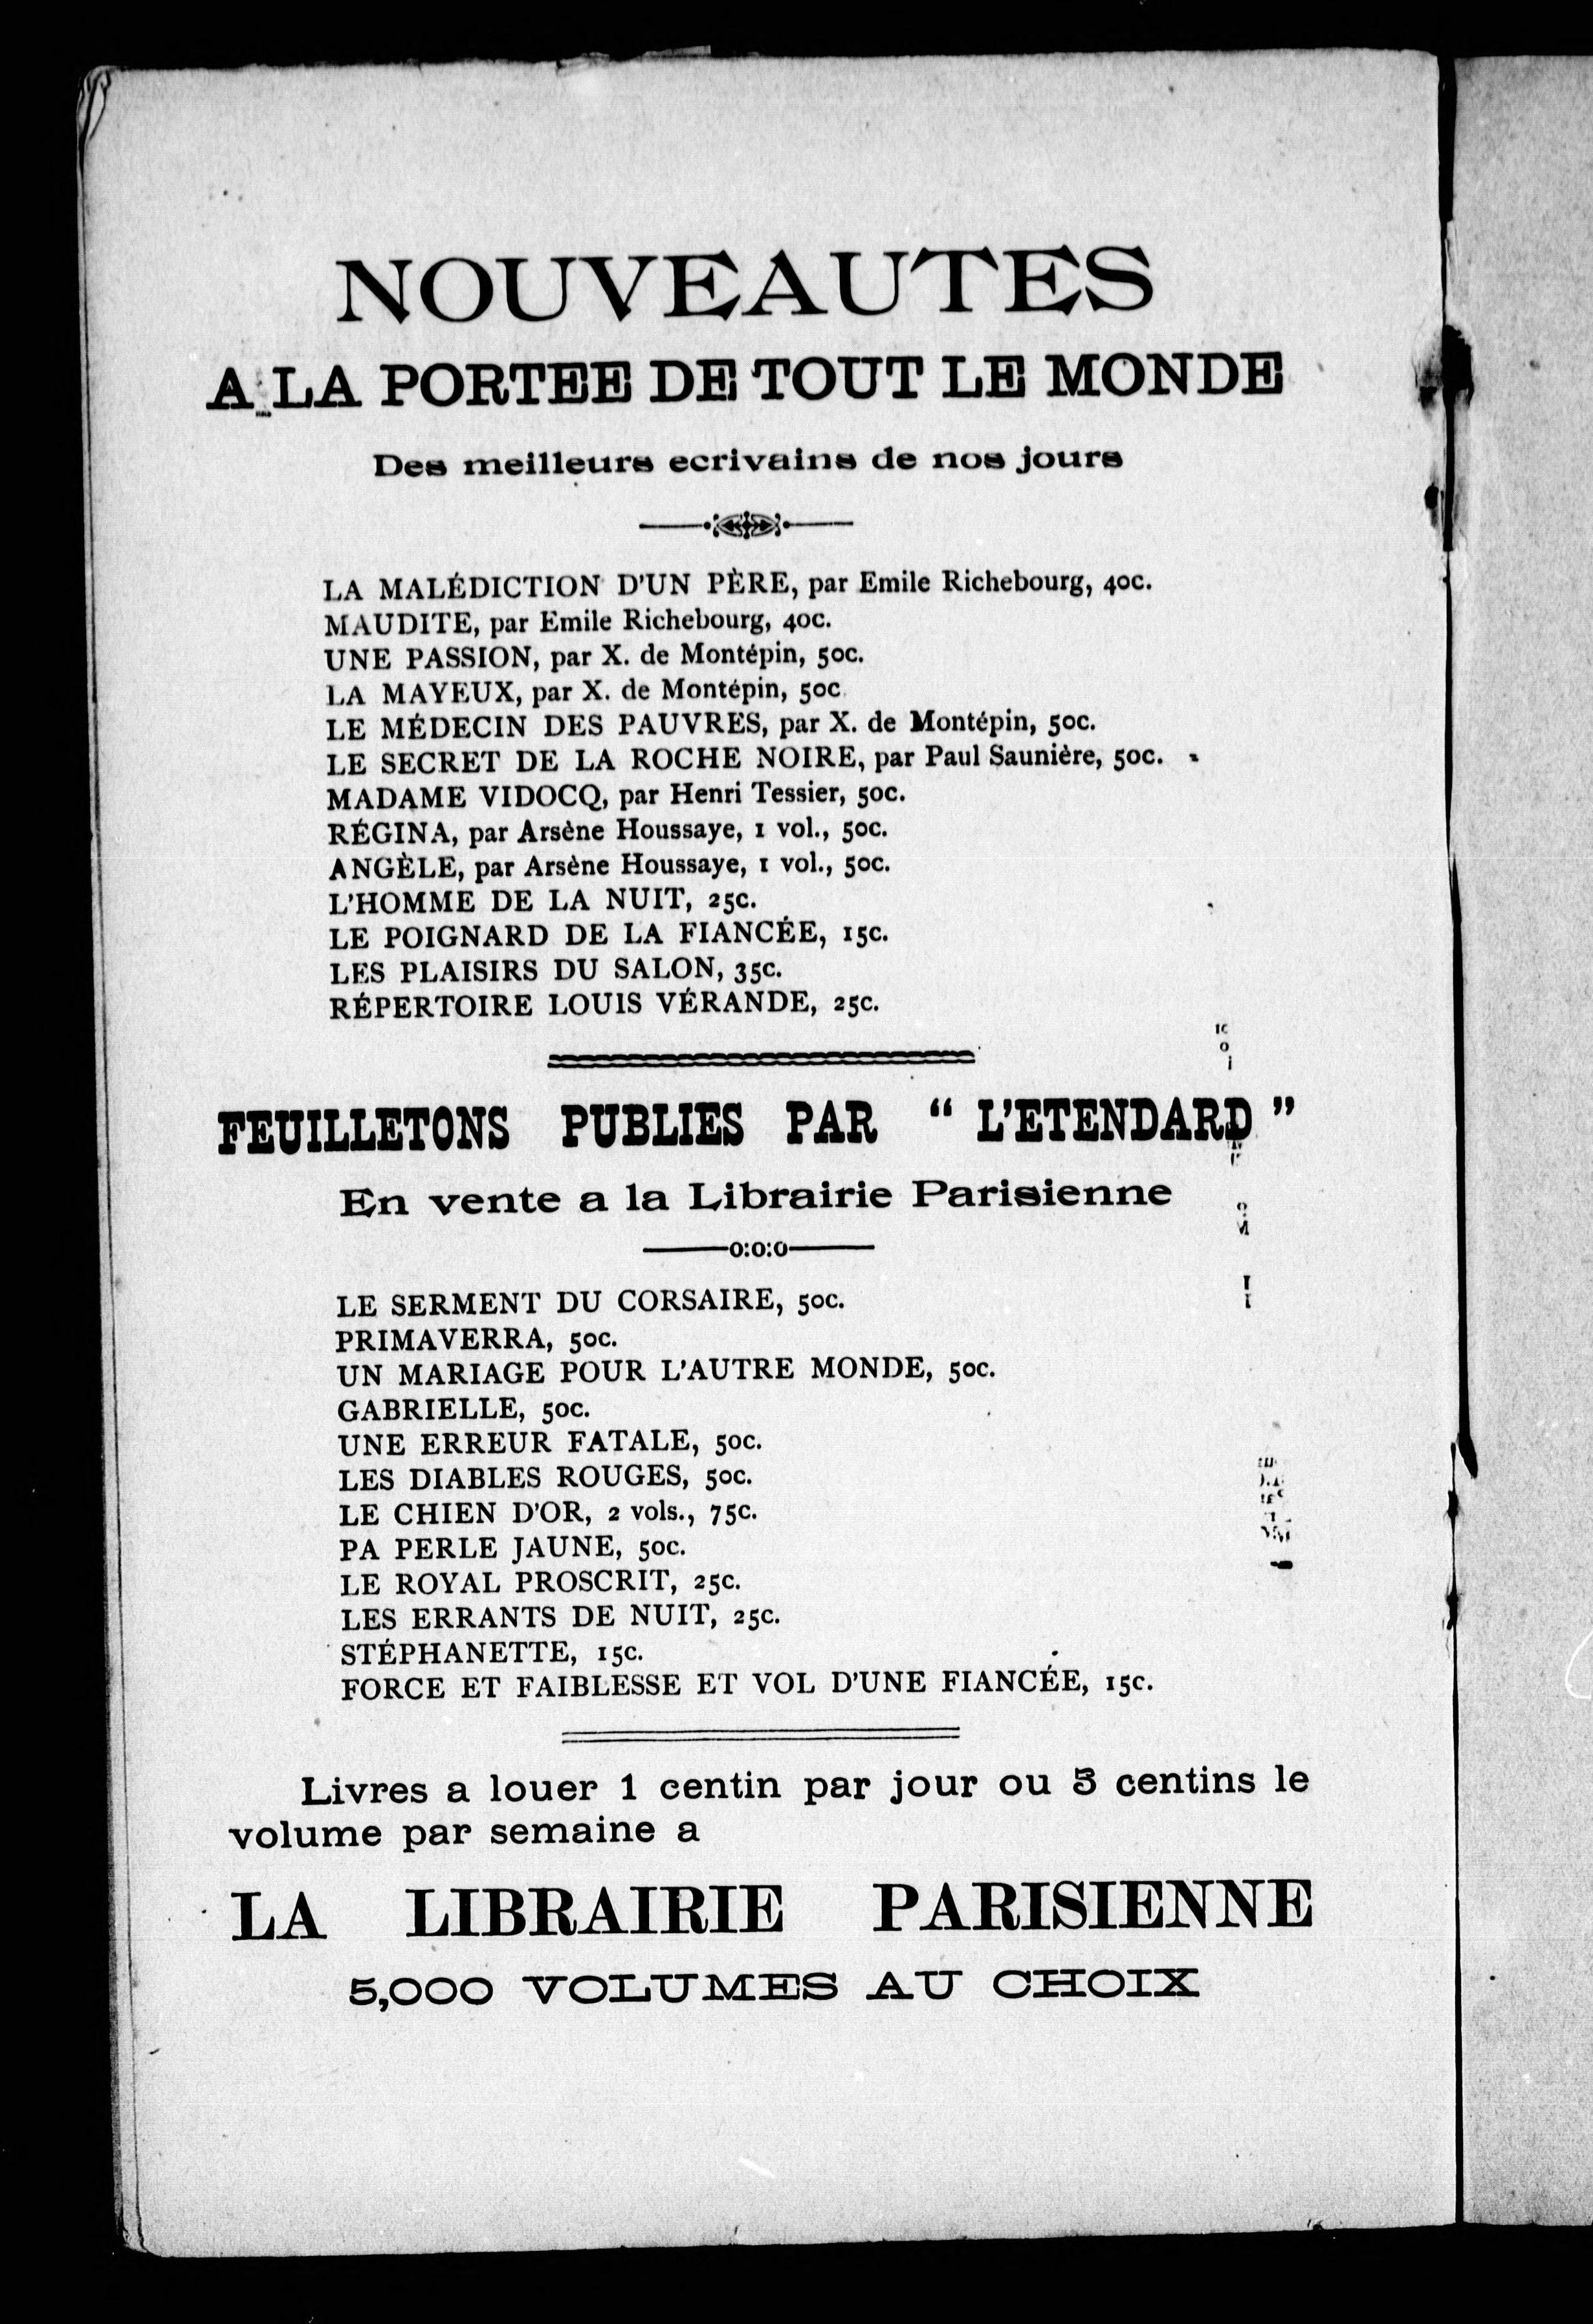 NOUVEAUTES
A LA PORTEE DE TOUT LE MONDE
Des meilleurs ecrivains de nos jours
LA MALÉDICTION D'UN PÈRE, par Emile Richebourg, 40c.
MAUDITE, par Emile Richebourg, 40c.
UNE PASSION, par X. de Montépin, 50c.
LA MAYEUX, par X. de Montépin, 50c
LE MÉDECIN DES PAUVRES, par X. de Montépin, 50c.
LE SECRET DE LA ROCHE NOIRE, par Paul Saunière, 50c.
MADAME VIDOCQ, par Henri Tessier, 50c.
RÉGINA, par Arsène Houssaye, 1 vol., 50c.
ANGÈLE, par Arsène Houssaye, 1 vol., 50c.
L'HOMME DE LA NUIT, 25c.
LE POIGNARD DE LA FIANCÉE, 15c.
LES PLAISIRS DU SALON, 35c.
RÉPERTOIRE LOUIS VÉRANDE, 25c.
FEUILLETONS PUBLIES PAR “ L'ETENDARD ”
En vente a la Librairie Parisienne
o:o:o
LE SERMENT DU CORSAIRE, 50c.
PRIMAVERRA, 50c.
UN MARIAGE POUR L'AUTRE MONDE, 50c.
GABRIELLE, 50c.
UNE ERREUR FATALE, 50c.
LES DIABLES ROUGES, 50c.
LE CHIEN D'OR, 2 vols., 75c.
PA PERLE JAUNE, 50c.
LE ROYAL PROSCRIT, 25c.
LES ERRANTS DE NUIT, 25c.
STÉPHANETTE, 15c.
FORCE ET FAIBLESSE ET VOL D'UNE FIANCÉE, 15c.
Livres a louer 1 centin par jour ou 5 centins le
volume par semaine a
LA LIBRAIRIE PARISIENNE
5,000 VOLUMES AU CHOIX